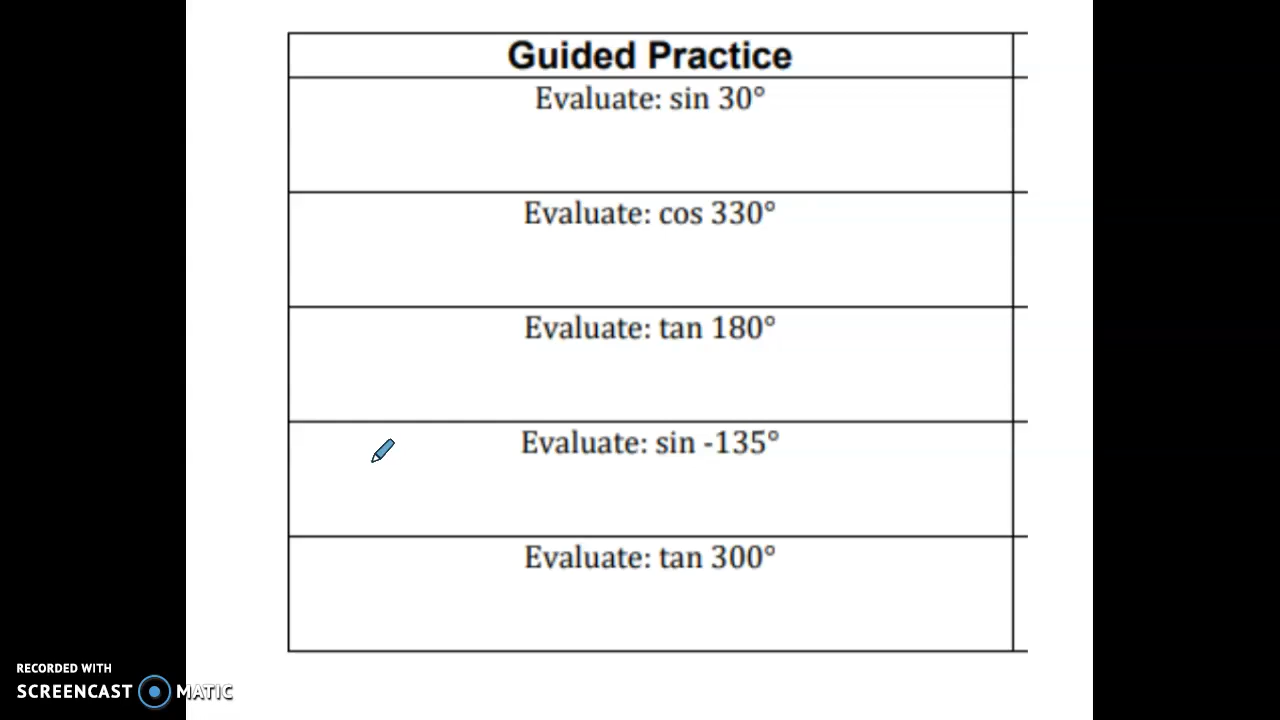 Guided Practice
Evaluate: sin 30°
Evaluate: cos 330°
Evaluate: tan 180°
Evaluate: sin -135°
Evaluate: tan 300°
RECORDED WITH
SCREENCAST MATIC